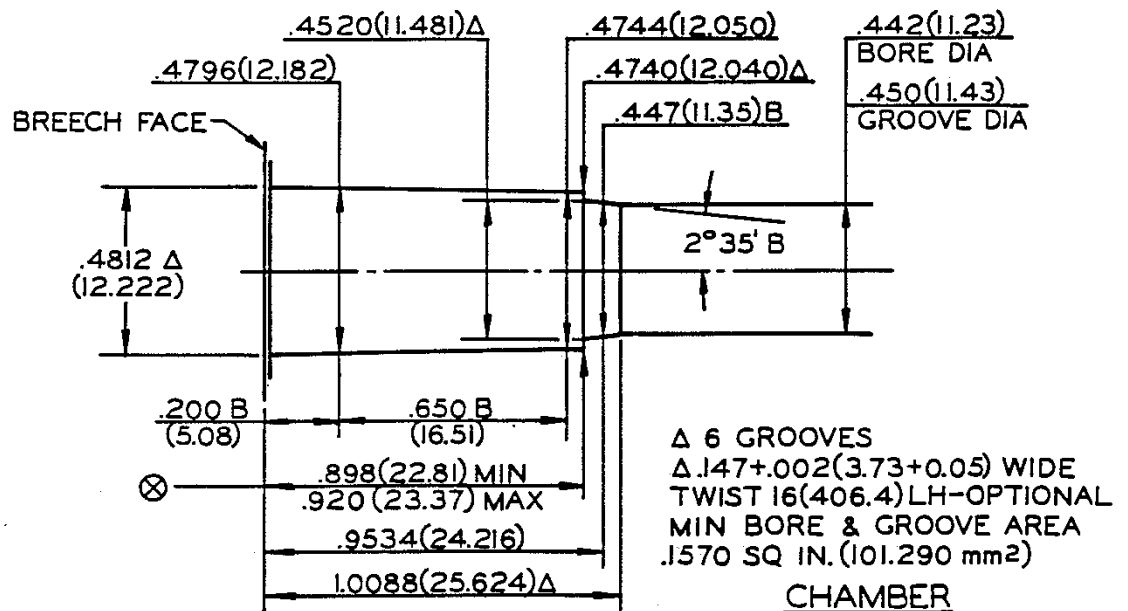 .4520(11.481)Δ
.4744(12.050)
.442(11.23)
BORE DIA
.4796(12.182)
.4740(12.040)Δ
.450(11.43)
GROOVE DIA
BREECH FACE
.447(11.35)B
2°35' B
.4812 Δ
(12.222)
.200 B
(5.08)
.650 B
(16.51)
⊗
.898(22.81) MIN
.920 (23.37) MAX
.9534(24.216)
1.0088(25.624)Δ
Δ 6 GROOVES
Δ.147+.002(3.73+0.05) WIDE
TWIST 16(406.4) LH-OPTIONAL
MIN BORE & GROOVE AREA
.1570 SQ IN. (101.290 mm2)
CHAMBER